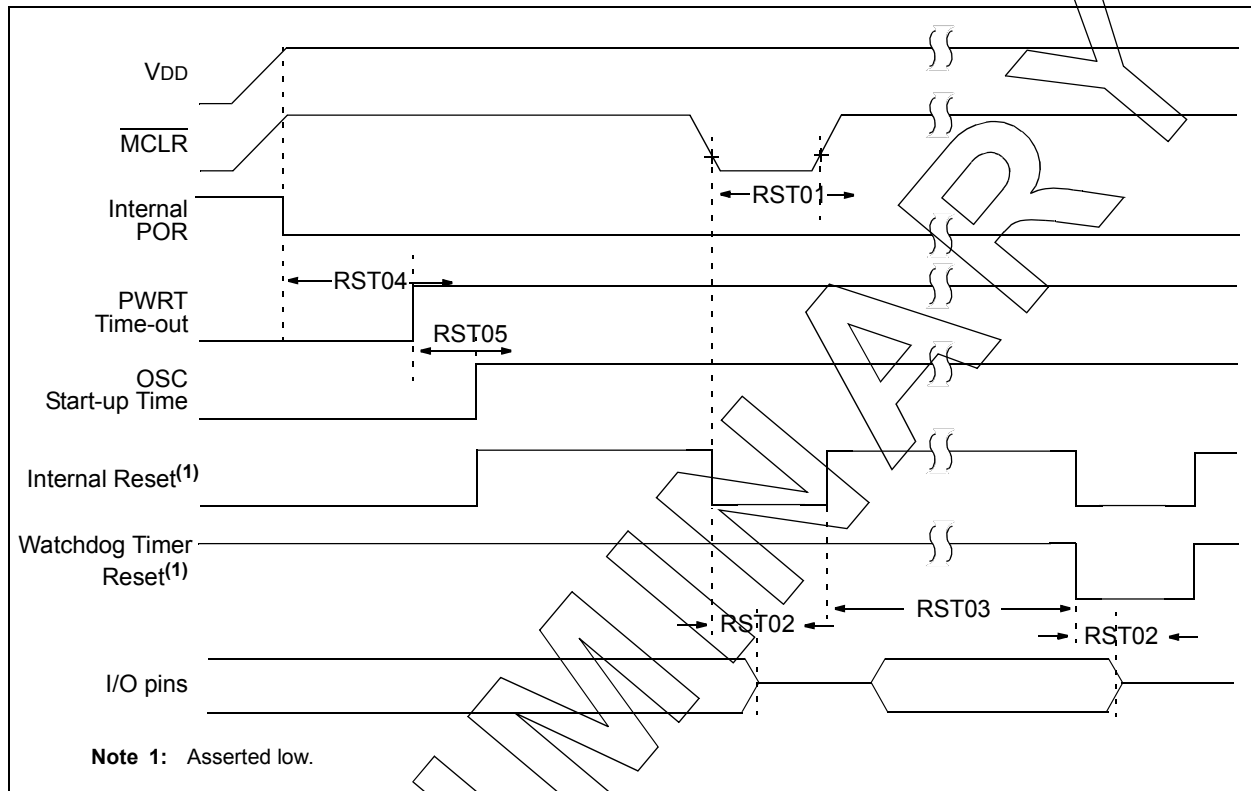 VDD
MCLR
RST01
Internal
POR
RST04
PWRT
Time-out
RST05
OSC
Start-up Time
Internal Reset(1)
Watchdog Timer
Reset(1)
RST03
RST02
RST02
I/O pins
Note 1: Asserted low.
IMINARY